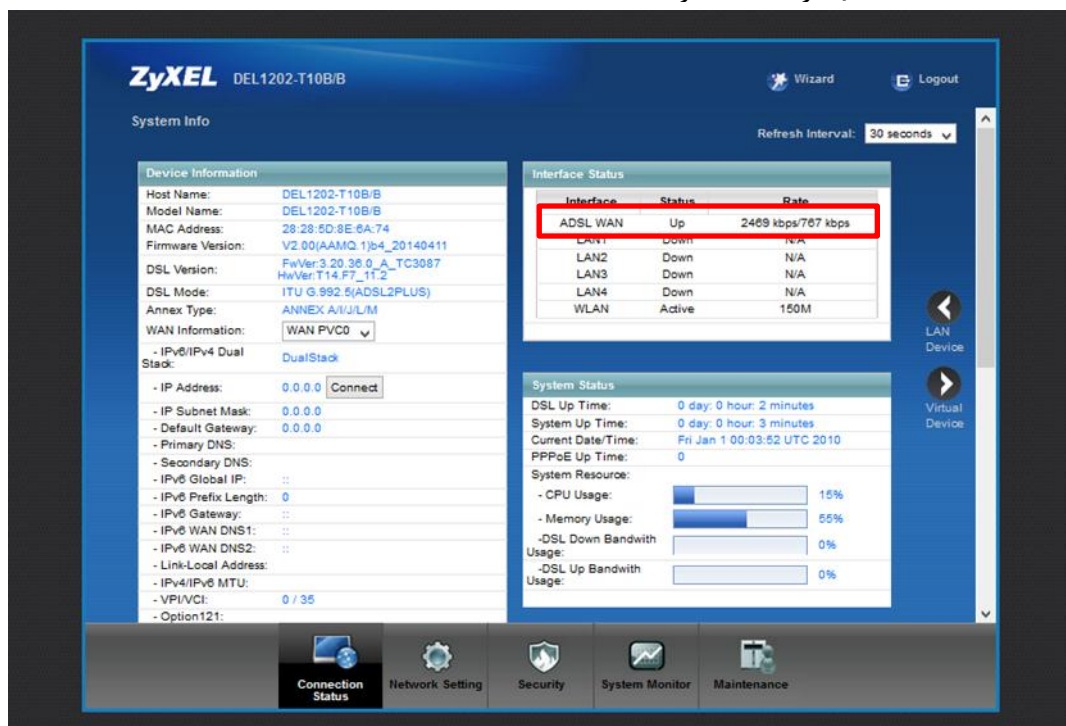 ZyXEL DEL1202-T10B/B
Wizard
Logout
System Info
Refresh Interval: 30 seconds
Device Information
Host Name: DEL1202-T10B/B
Model Name: DEL1202-T10B/B
MAC Address: 28:28:5D:8E:6A:74
Firmware Version: V2.00(AAMQ.1)b4_20140411
DSL Version: FwVer:3.20.36.0_A_TC3087
HwVer:T14.F7_11.2
DSL Mode: ITU G.992.5(ADSL2PLUS)
Annex Type: ANNEX A/I/J/L/M
WAN Information: WAN PVC0
- IPv6/IPv4 Dual
Stack: DualStack
- IP Address: 0.0.0.0 Connect
- IP Subnet Mask: 0.0.0.0
- Default Gateway: 0.0.0.0
- Primary DNS:
- Secondary DNS:
- IPv6 Global IP: ::
- IPv6 Prefix Length: 0
- IPv6 Gateway: ::
- IPv6 WAN DNS1: ::
- IPv6 WAN DNS2: ::
- Link-Local Address:
- IPv4/IPv6 MTU:
- VPI/VCI: 0 / 35
- Option121:
Interface Status
Interface Status Rate
ADSL WAN Up 2469 kbps/767 kbps
LAN1 Down N/A
LAN2 Down N/A
LAN3 Down N/A
LAN4 Down N/A
WLAN Active 150M
System Status
DSL Up Time: 0 day: 0 hour: 2 minutes
System Up Time: 0 day: 0 hour: 3 minutes
Current Date/Time: Fri Jan 1 00:03:52 UTC 2010
PPPoE Up Time: 0
System Resource:
- CPU Usage: 15%
- Memory Usage: 55%
-DSL Down Bandwith
Usage: 0%
-DSL Up Bandwith
Usage: 0%
LAN
Device
Virtual
Device
Connection
Status
Network Setting
Security
System Monitor
Maintenance